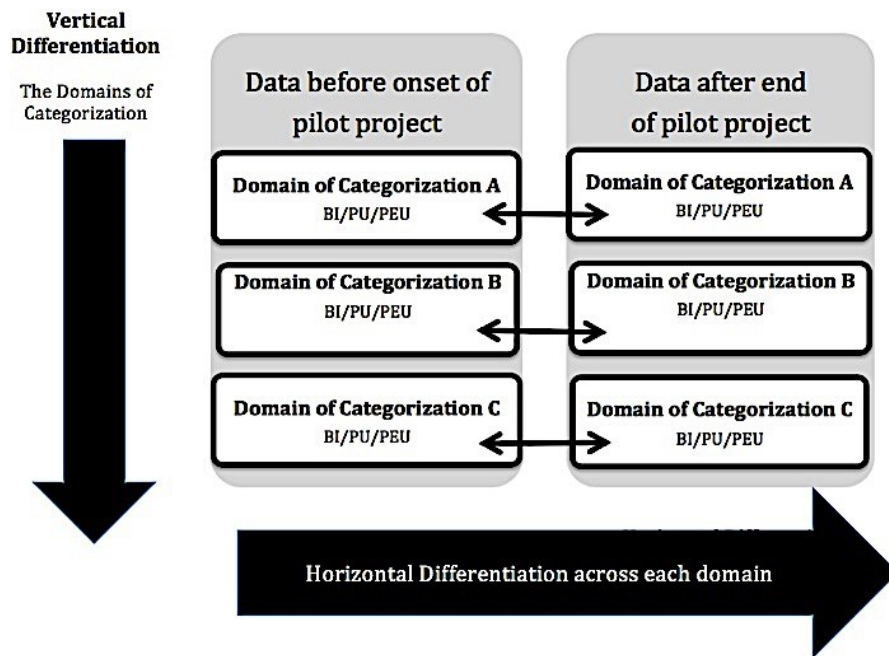 Vertical
Differentiation
The Domains of
Categorization
Data before onset of
pilot project
Domain of Categorization A
BI/PU/PEU
Domain of Categorization B
BI/PU/PEU
Domain of Categorization C
BI/PU/PEU
Data after end
of pilot project
Domain of Categorization A
BI/PU/PEU
Domain of Categorization B
BI/PU/PEU
Domain of Categorization C
BI/PU/PEU
Horizontal Differentiation across each domain